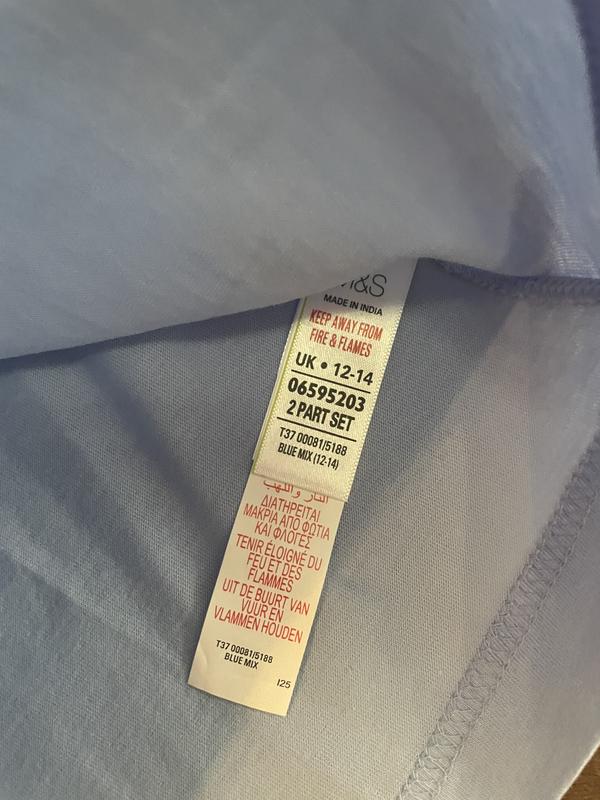 M&S
MADE IN INDIA
KEEP AWAY FROM
FIRE & FLAMES
UK • 12-14
06595203
2 PART SET
T37 00081/5188
BLUE MIX (12-14)
النار واللهب
ΔΙΑΤΗΡΕΙΤΑΙ
ΜΑΚΡΙΑ ΑΠΟ ΦΩΤΙΑ
ΚΑΙ ΦΛΟΓΕΣ
TENIR ÉLOIGNÉ DU
FEU ET DES
FLAMMES
UIT DE BUURT VAN
VUUR EN
VLAMMEN HOUDEN
T37 00081/5188
BLUE MIX
I25